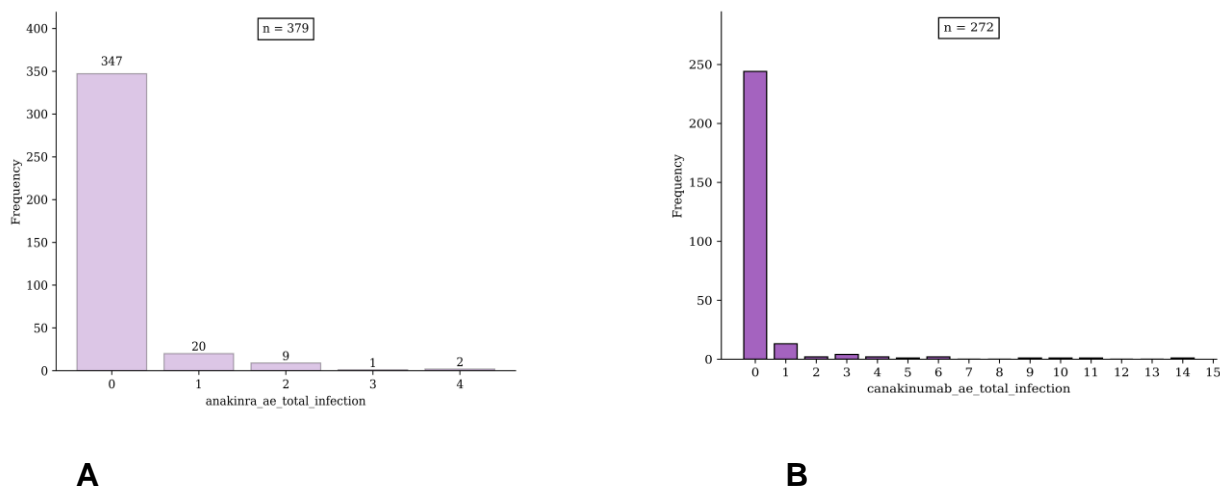 400
350
300
250
200
150
100
50
0
Frequency
n = 379
347
20
9
1
2
0 1 2 3 4
anakinra_ae_total_infection
A
250
200
150
100
50
0
Frequency
n = 272
0 1 2 3 4 5 6 7 8 9 10 11 12 13 14 15
canakinumab_ae_total_infection
B